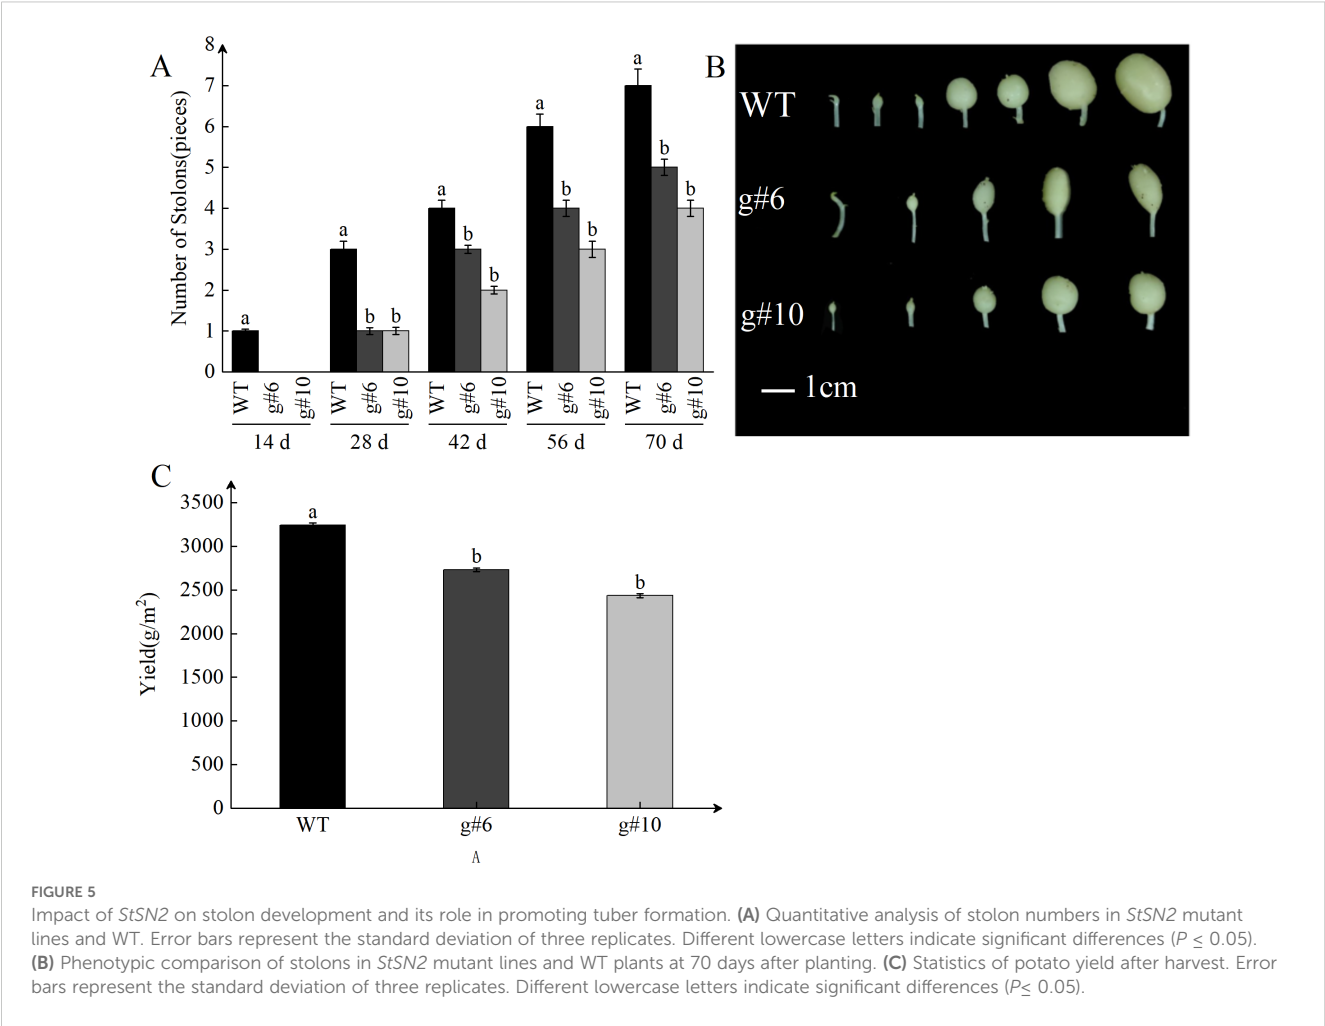 A
Number of Stolons(pieces)
8
7
6
5
4
3
2
1
0
a
a b b
a b b
a b b
a b b
WT g#6 g#10 WT g#6 g#10 WT g#6 g#10 WT g#6 g#10 WT g#6 g#10
14 d 28 d 42 d 56 d 70 d
B
WT
g#6
g#10
1cm
C
Yield(g/m²)
3500
3000
2500
2000
1500
1000
500
0
a b b
WT g#6 g#10
A
FIGURE 5
Impact of StSN2 on stolon development and its role in promoting tuber formation. (A) Quantitative analysis of stolon numbers in StSN2 mutant
lines and WT. Error bars represent the standard deviation of three replicates. Different lowercase letters indicate significant differences (P ≤ 0.05).
(B) Phenotypic comparison of stolons in StSN2 mutant lines and WT plants at 70 days after planting. (C) Statistics of potato yield after harvest. Error
bars represent the standard deviation of three replicates. Different lowercase letters indicate significant differences (P≤ 0.05).